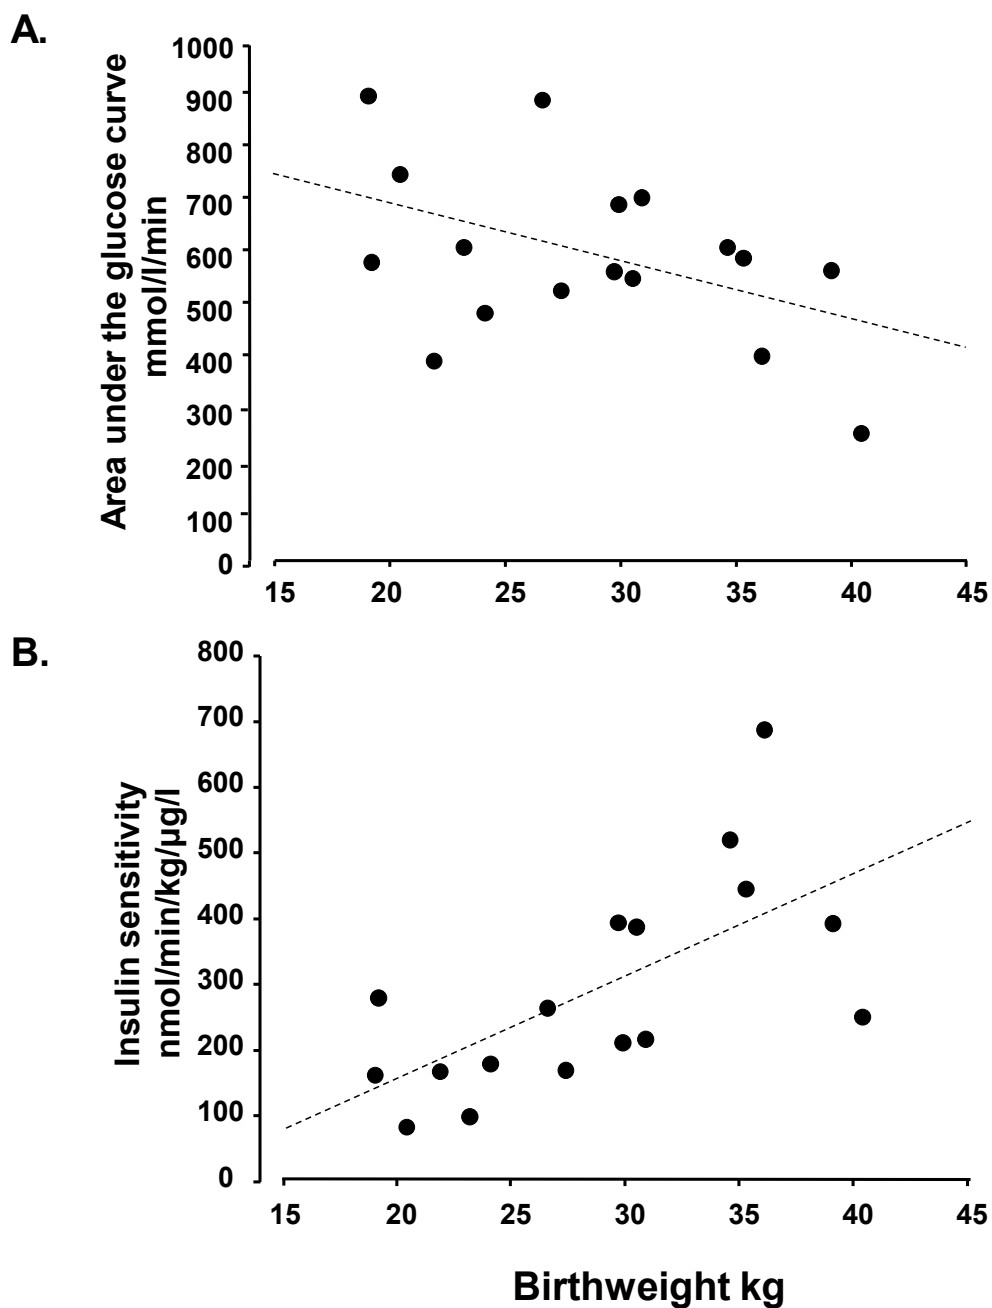 A.
Area under the glucose curve
mmol/l/min
1000
900
800
700
600
500
400
300
200
100
0
15 20 25 30 35 40 45
B.
Insulin sensitivity
nmol/min/kg/µg/l
800
700
600
500
400
300
200
100
0
15 20 25 30 35 40 45
Birthweight kg